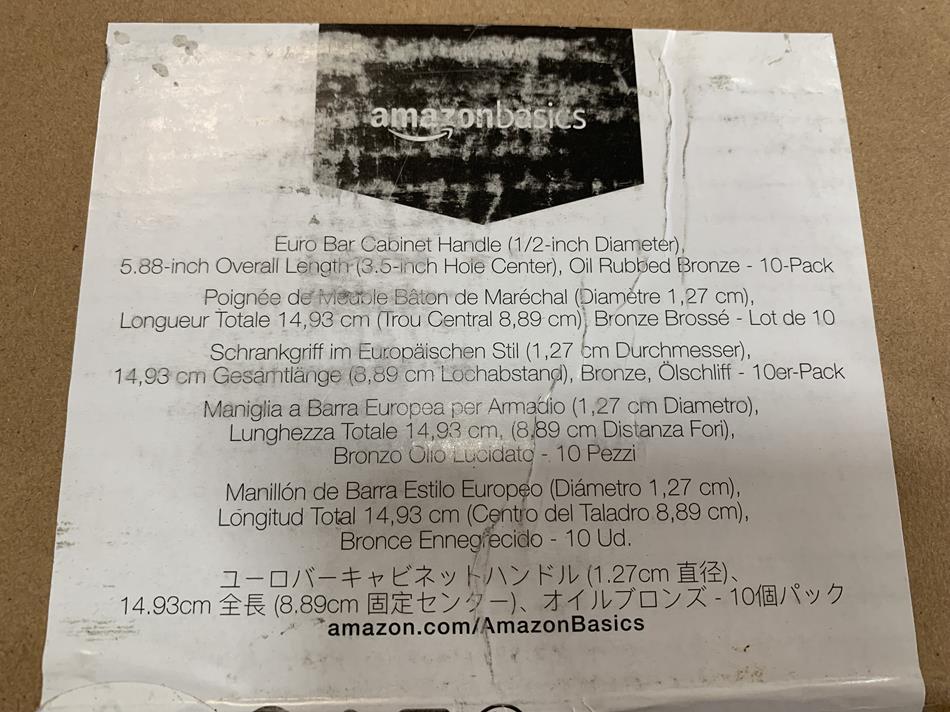 amazonbasics
Euro Bar Cabinet Handle (1/2-inch Diameter),
5.88-inch Overall Length (3.5-inch Hole Center), Oil Rubbed Bronze - 10-Pack
Poignée de Meuble Bâton de Maréchal (Diamètre 1,27 cm),
Longueur Totale 14,93 cm (Trou Central 8,89 cm), Bronze Brossé - Lot de 10
Schrankgriff im Europäischen Stil (1,27 cm Durchmesser),
14,93 cm Gesamtlänge (8,89 cm Lochabstand), Bronze, Ölschliff - 10er-Pack
Maniglia a Barra Europea per Armadio (1,27 cm Diametro),
Lunghezza Totale 14,93 cm, (8,89 cm Distanza Fori),
Bronzo Olio Lucidato - 10 Pezzi
Manillón de Barra Estilo Europeo (Diámetro 1,27 cm),
Longitud Total 14,93 cm (Centro del Taladro 8,89 cm),
Bronce Ennegrecido - 10 Ud.
ユーロバーキャビネットハンドル (1.27cm 直径)、
14.93cm 全長 (8.89cm 固定センター)、オイルブロンズ - 10個パック
amazon.com/AmazonBasics